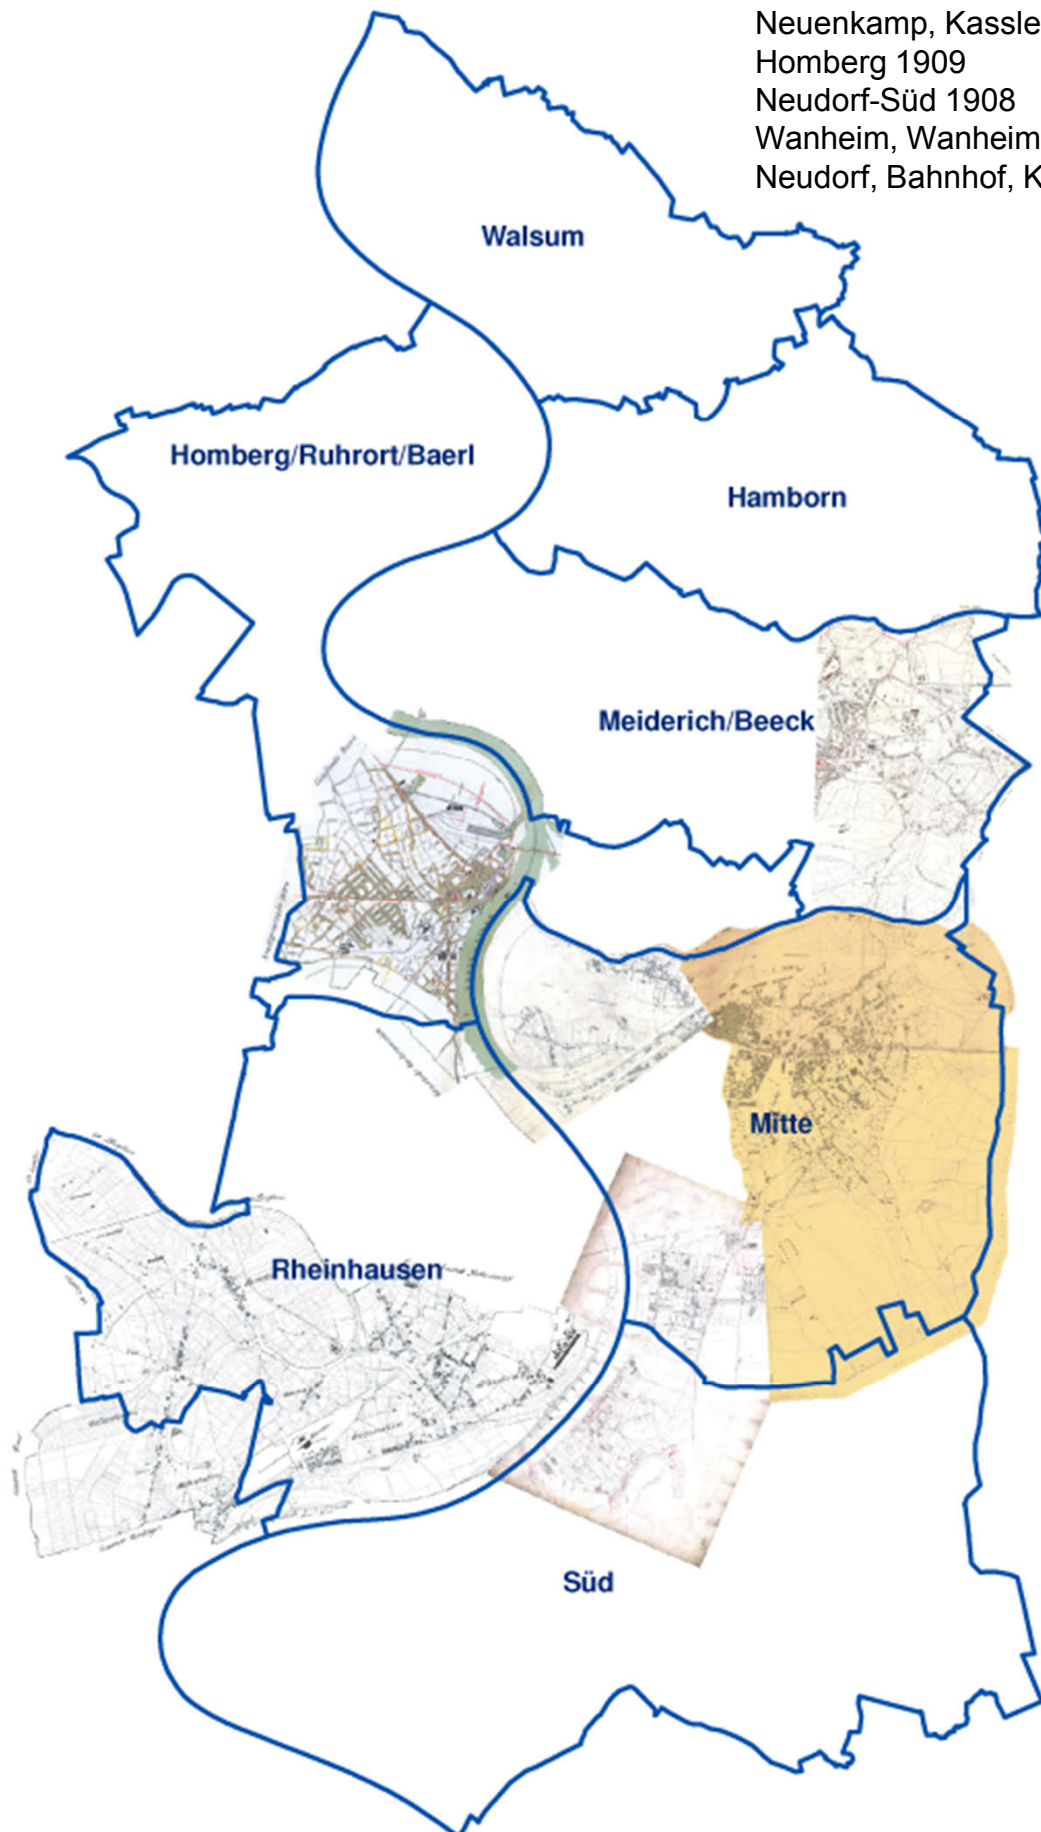 Neuenkamp, Kassle
Homberg 1909
Neudorf-Süd 1908
Wanheim, Wanheim
Neudorf, Bahnhof, K
Walsum
Homberg/Ruhrort/Baerl
Hamborn
Meiderich/Beeck
Mitte
Rheinhausen
Süd